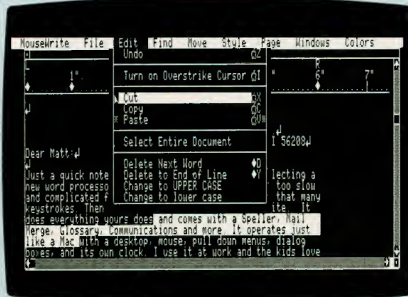 MouseWrite File Edit Find Move Style Page Windows Colors
Undo Z
Turn on Overstrike Cursor I
Cut X
Copy C
Paste V
Select Entire Document
Delete Next Word D
Delete to End of Line Y
Change to UPPER CASE
Change to lower case
1" 6" 7"
I 56208
Dear Matt:
Just a quick note lecting a
new word processo too slow
and complicated f that many
keystrokes. Then ite. It
does everything yours does and comes with a Speller, Mail
Merge, Glossary, Communications and more. It operates just
like a Mac with a desktop, mouse, pull down menus, dialog
boxes, and its own clock. I use it at work and the kids love